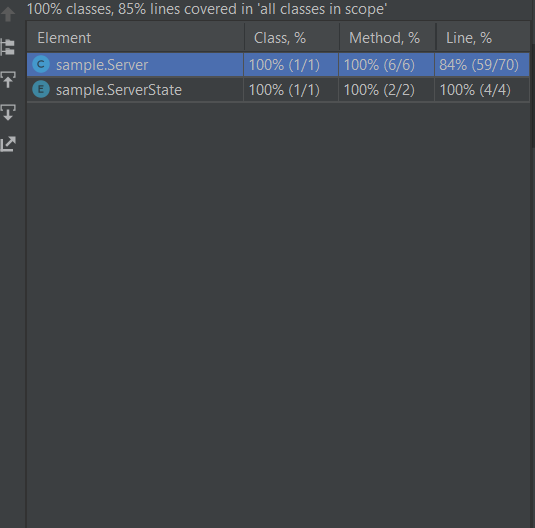 100% classes, 85% lines covered in 'all classes in scope'
Element Class, % Method, % Line, %
C sample.Server 100% (1/1) 100% (6/6) 84% (59/70)
E sample.ServerState 100% (1/1) 100% (2/2) 100% (4/4)